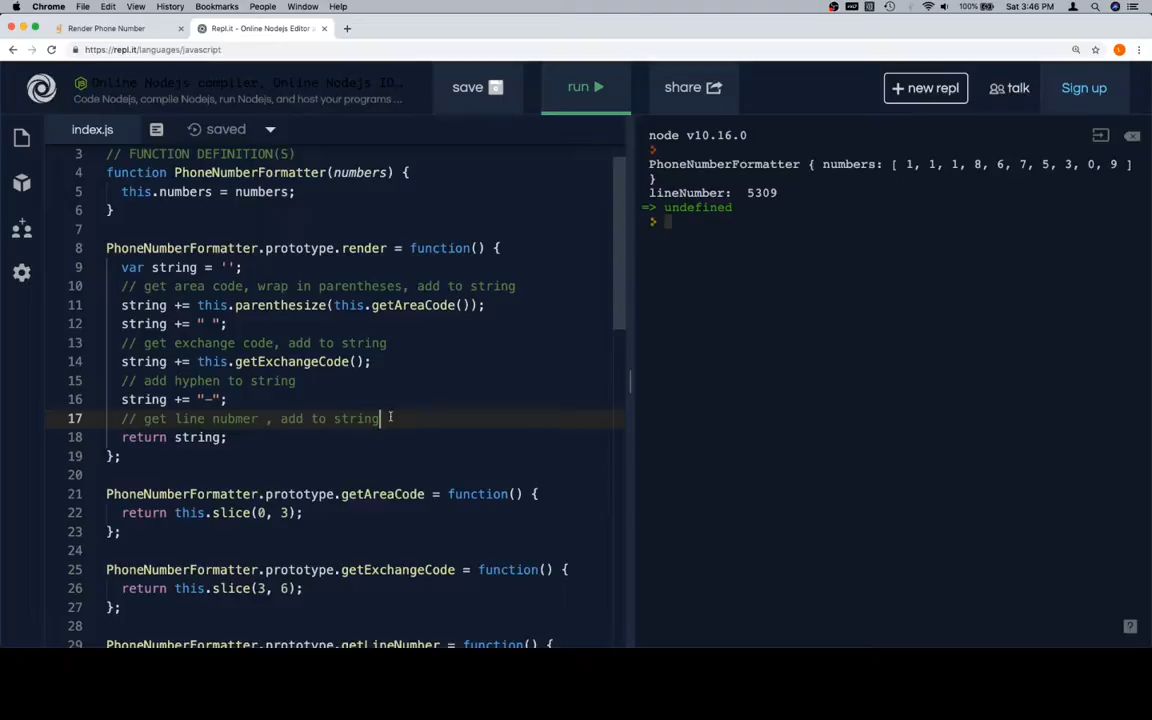 Chrome File Edit View History Bookmarks People Window Help 100% Sat 3:46 PM
Render Phone Number Repl.it - Online Nodejs Editor
https://repl.it/languages/javascript
Online Nodejs compiler, Online Nodejs ID...
Code Nodejs, compile Nodejs, run Nodejs, and host your programs ...
save run share + new repl talk Sign up
index.js saved
3 // FUNCTION DEFINITION(S)
4 function PhoneNumberFormatter(numbers) {
5 this.numbers = numbers;
6 }
7
8 PhoneNumberFormatter.prototype.render = function() {
9 var string = '';
10 // get area code, wrap in parentheses, add to string
11 string += this.parenthesize(this.getAreaCode());
12 string += " ";
13 // get exchange code, add to string
14 string += this.getExchangeCode();
15 // add hyphen to string
16 string += "-";
17 // get line nubmer , add to string
18 return string;
19 };
20
21 PhoneNumberFormatter.prototype.getAreaCode = function() {
22 return this.slice(0, 3);
23 };
24
25 PhoneNumberFormatter.prototype.getExchangeCode = function() {
26 return this.slice(3, 6);
27 };
28
29 PhoneNumberFormatter.prototype.getLineNumber = function() {
node v10.16.0
PhoneNumberFormatter { numbers: [ 1, 1, 1, 8, 6, 7, 5, 3, 0, 9 ]
}
lineNumber: 5309
=> undefined